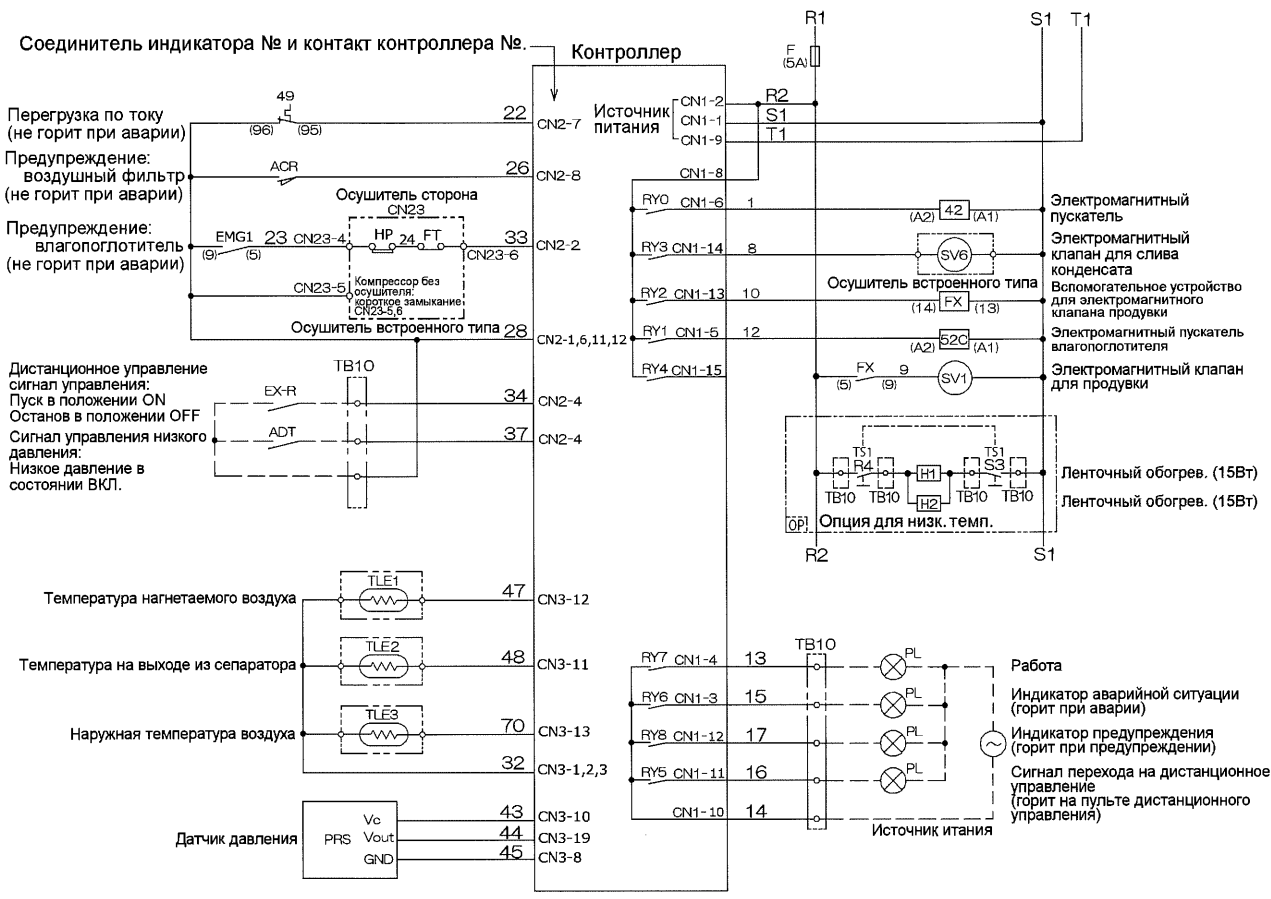 Соединитель индикатора № и контакт контроллера №.
Контроллер
R1
S1
T1
F
(5A)
Источник
питания
CN1-2
R2
CN1-1
S1
CN1-9
T1
CN1-8
Перегрузка по току
(не горит при аварии)
49
(96)
(95)
22
CN2-7
Предупреждение:
воздушный фильтр
(не горит при аварии)
ACR
26
CN2-8
Осушитель сторона
CN23
Предупреждение:
влагопоглотитель
(не горит при аварии)
EMG1
(9)
(5)
23
CN23-4
HP
24
FT
CN23-6
33
CN2-2
CN23-5
Компрессор без
осушителя:
короткое замыкание
CN23-5,6
Осушитель встроенного типа
28
CN2-1,6,11,12
RY0
CN1-6
1
(A2)
42
(A1)
Электромагнитный
пускатель
RY3
CN1-14
8
SV6
Электромагнитный
клапан для слива
конденсата
Осушитель встроенного типа
RY2
CN1-13
10
(14)
FX
(13)
Вспомогательное устройство
для электромагнитного
клапана продувки
RY1
CN1-5
12
(A2)
52C
(A1)
Электромагнитный пускатель
влагопоглотителя
RY4
CN1-15
FX
(5)
(9)
9
SV1
Электромагнитный клапан
для продувки
Дистанционное управление
сигнал управления:
Пуск в положении ON
Останов в положении OFF
TB10
EX-R
34
CN2-4
Сигнал управления низкого
давления:
Низкое давление в
состоянии ВКЛ.
ADT
37
CN2-4
TS1
R4
TB10
TB10
H1
H2
TS1
S3
TB10
TB10
Ленточный обогрев. (15Вт)
Ленточный обогрев. (15Вт)
OP
Опция для низк. темп.
R2
S1
Температура нагнетаемого воздуха
TLE1
47
CN3-12
Температура на выходе из сепаратора
TLE2
48
CN3-11
Наружная температура воздуха
TLE3
70
CN3-13
32
CN3-1,2,3
Датчик давления
PRS
Vc
43
CN3-10
Vout
44
CN3-19
GND
45
CN3-8
TB10
RY7
CN1-4
13
PL
Работа
RY6
CN1-3
15
PL
Индикатор аварийной ситуации
(горит при аварии)
RY8
CN1-12
17
PL
Индикатор предупреждения
(горит при предупреждении)
RY5
CN1-11
16
PL
Сигнал перехода на дистанционное
управление
(горит на пульте дистанционного
управления)
CN1-10
14
Источник итания